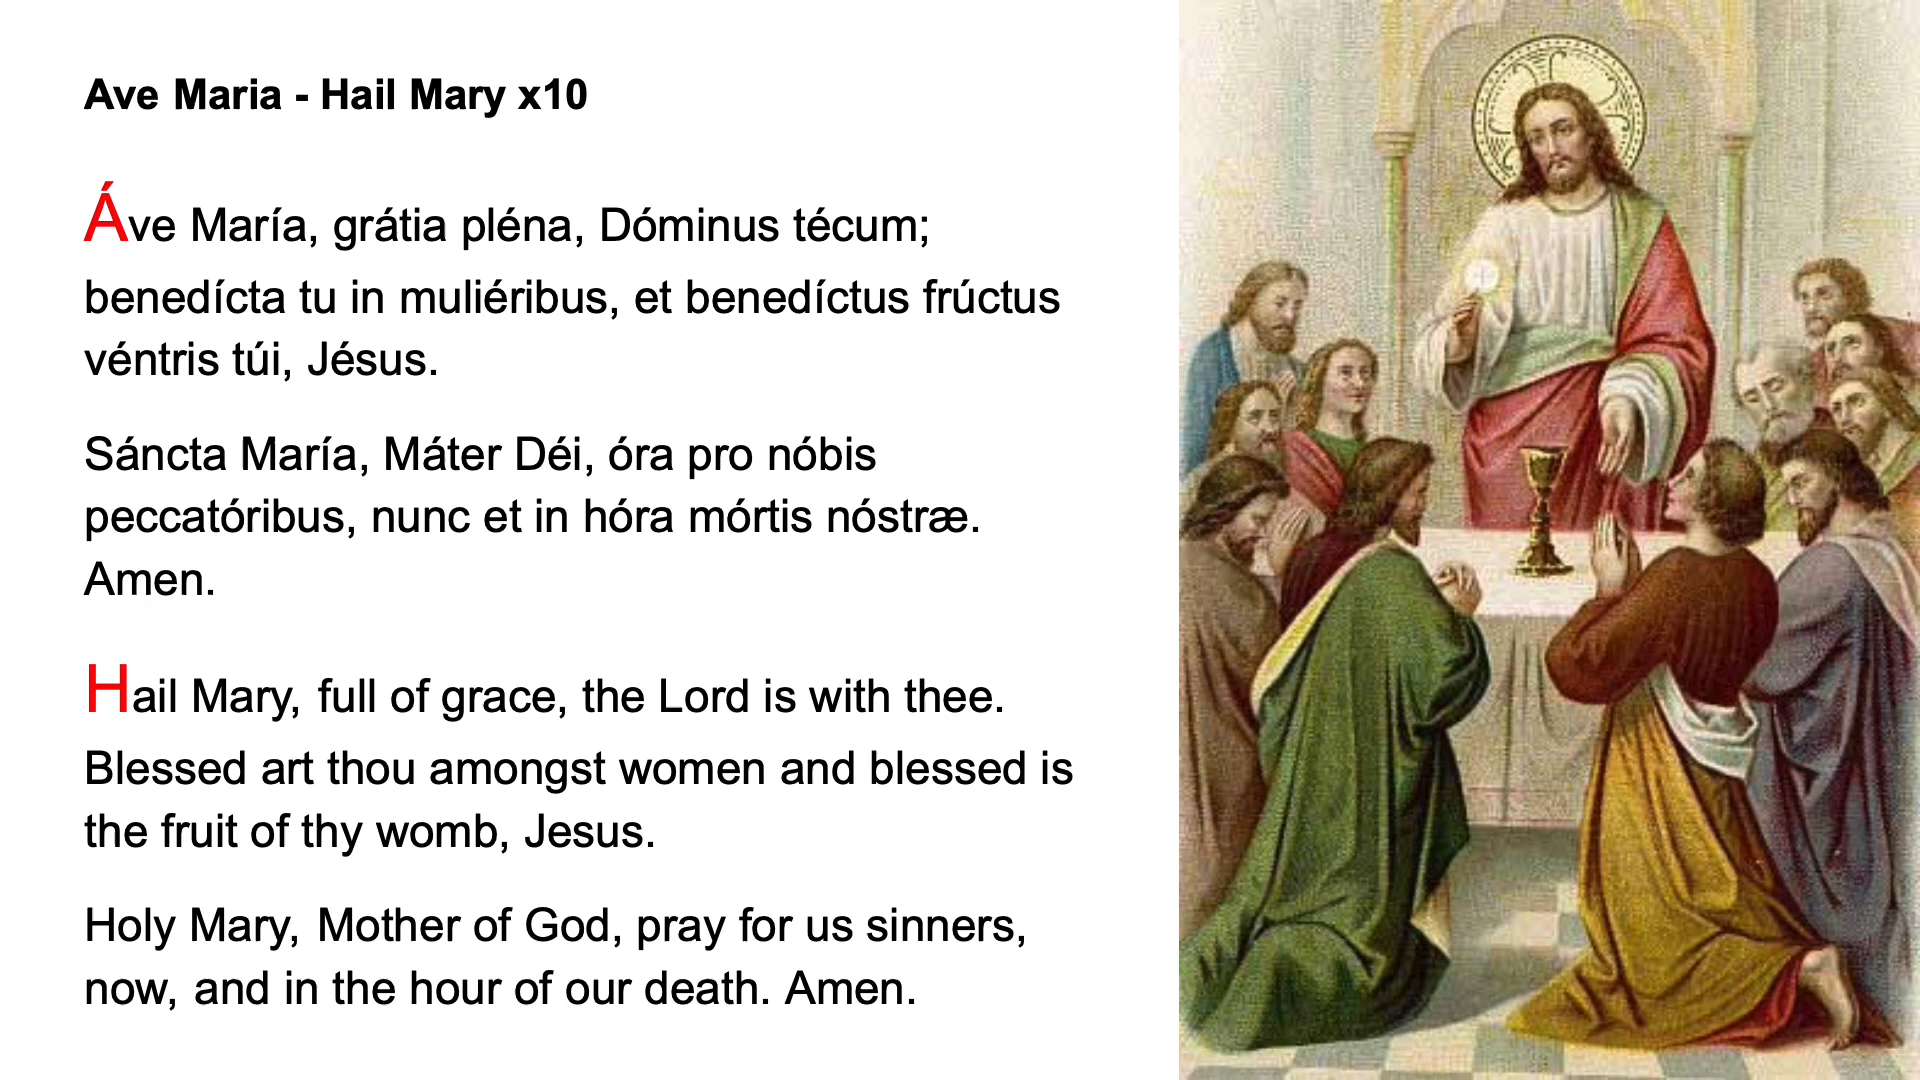 Ave Maria - Hail Mary x10
Áve María, grátia pléna, Dóminus técum;
benedícta tu in muliéribus, et benedíctus frúctus
véntris túi, Jésus.
Sáncta María, Máter Déi, óra pro nóbis
peccatóribus, nunc et in hóra mórtis nóstræ.
Amen.
Hail Mary, full of grace, the Lord is with thee.
Blessed art thou amongst women and blessed is
the fruit of thy womb, Jesus.
Holy Mary, Mother of God, pray for us sinners,
now, and in the hour of our death. Amen.